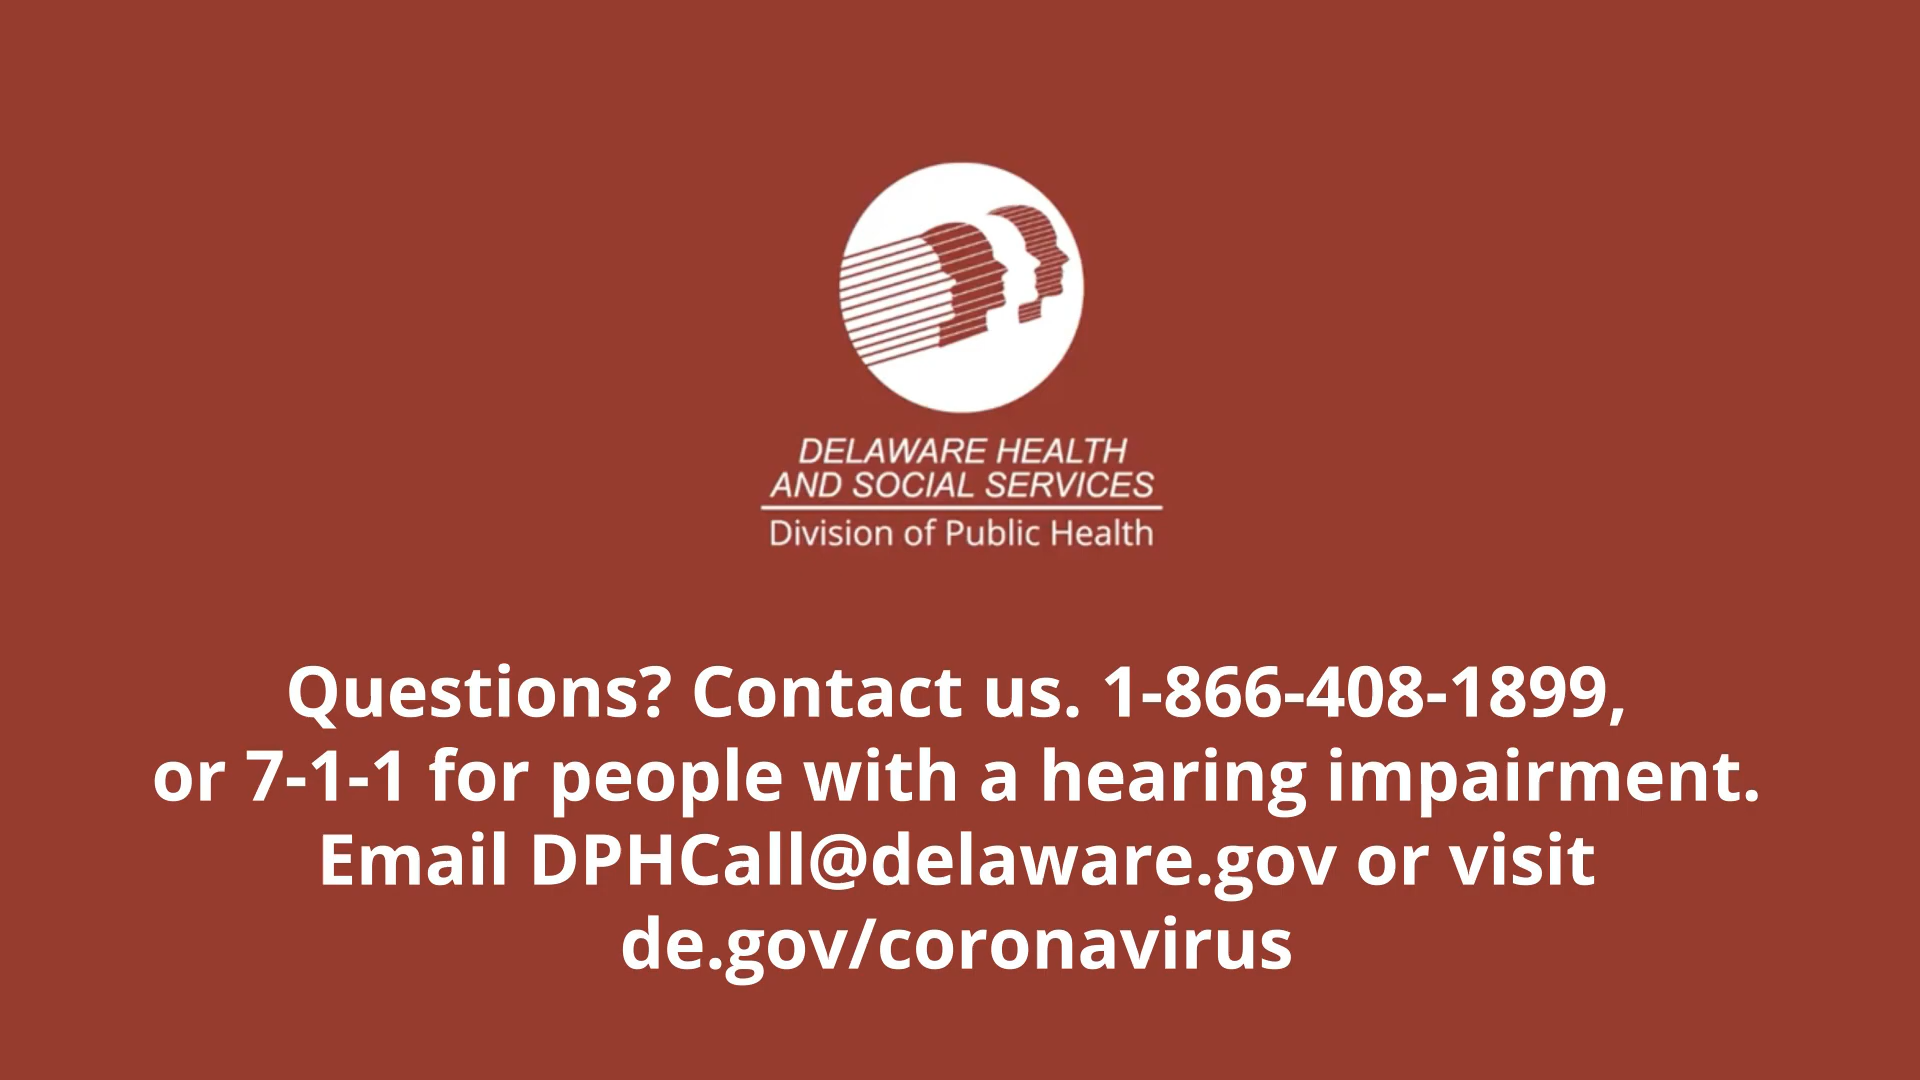 DELAWARE HEALTH
AND SOCIAL SERVICES
Division of Public Health
Questions? Contact us. 1-866-408-1899,
or 7-1-1 for people with a hearing impairment.
Email DPHCall@delaware.gov or visit
de.gov/coronavirus